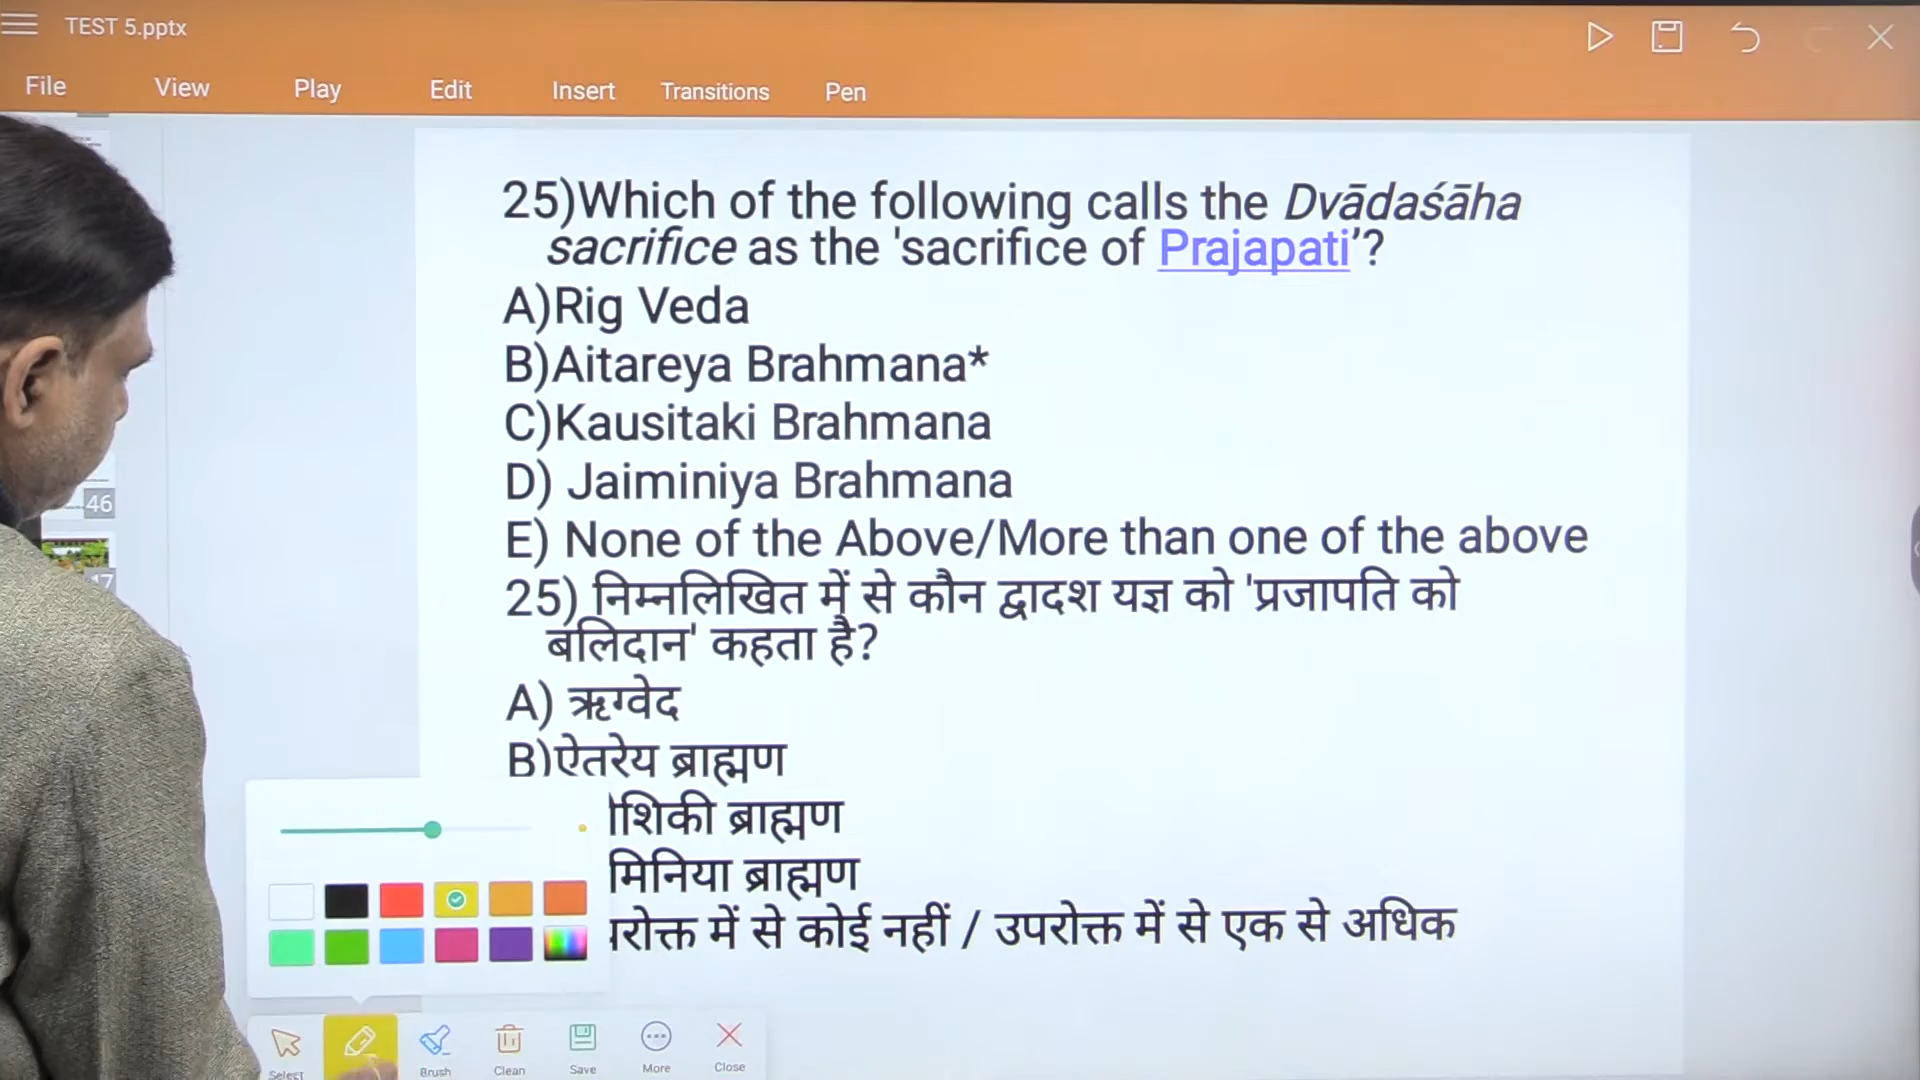 TEST 5.pptx
File View Play Edit Insert Transitions Pen
25)Which of the following calls the Dvādaśāha
sacrifice as the 'sacrifice of Prajapati'?
A)Rig Veda
B)Aitareya Brahmana*
C)Kausitaki Brahmana
D) Jaiminiya Brahmana
E) None of the Above/More than one of the above
25) निम्नलिखित में से कौन द्वादश यज्ञ को 'प्रजापति को
बलिदान' कहता है?
A) ऋग्वेद
B)ऐतरेय ब्राह्मण
ब्राह्मण
ब्राह्मण
में से कोई नहीं / उपरोक्त में से एक से अधिक
46
Select Brush Clean Save More Close